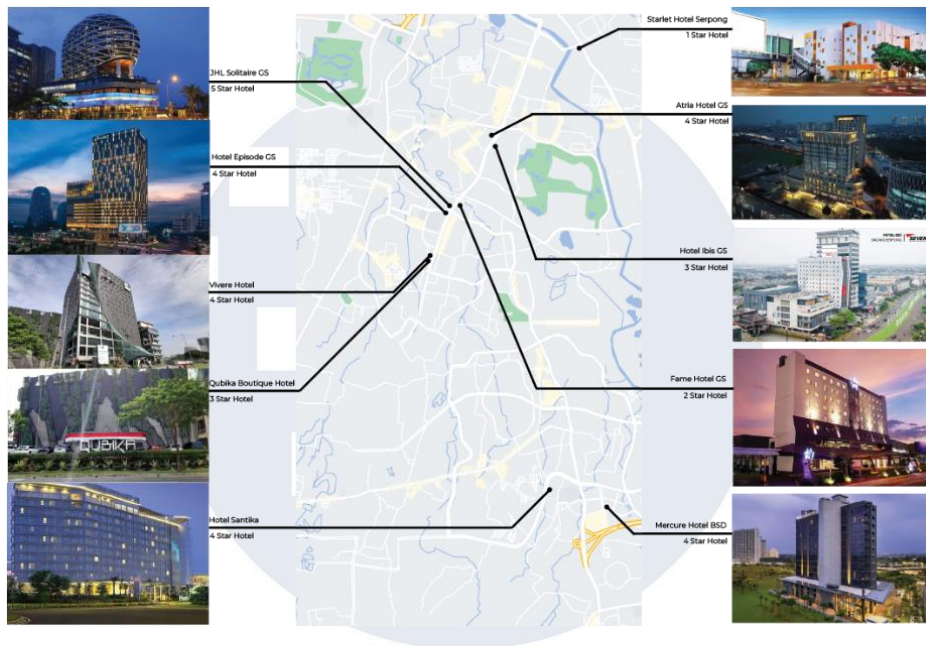 JHL Solitaire GS
5 Star Hotel
Hotel Episode GS
4 Star Hotel
Vivere Hotel
4 Star Hotel
Qubika Boutique Hotel
3 Star Hotel
QUBIKA
Hotel Santika
4 Star Hotel
Starlet Hotel Serpong
1 Star Hotel
Atria Hotel GS
4 Star Hotel
Hotel Ibis GS
3 Star Hotel
Fame Hotel GS
2 Star Hotel
Mercure Hotel BSD
4 Star Hotel